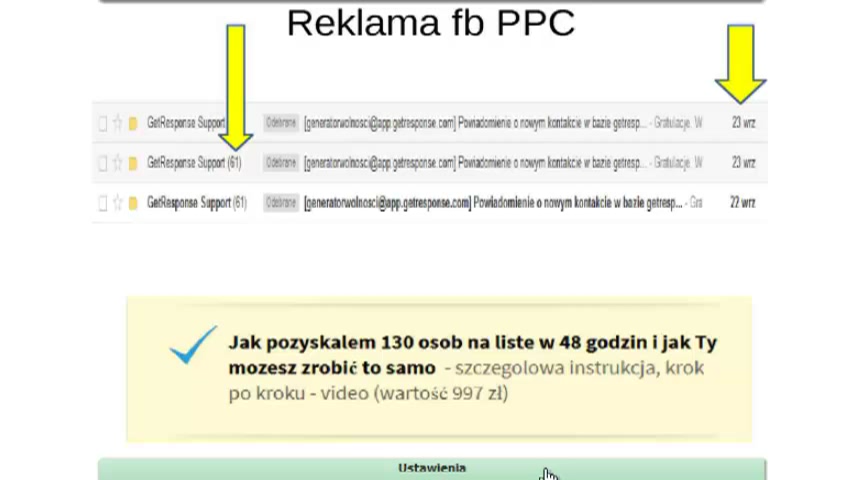 Reklama fb PPC
GetResponse Support Odebrane [generatorwolnosci@app.getresponse.com] Powiadomienie o nowym kontakcie w bazie getresp... - Gratulacje. W 23 wrz
GetResponse Support (61) Odebrane [generatorwolnosci@app.getresponse.com] Powiadomienie o nowym kontakcie w bazie getresp... - Gratulacje. W 23 wrz
GetResponse Support (61) Odebrane [generatorwolnosci@app.getresponse.com] Powiadomienie o nowym kontakcie w bazie getresp... - Gra 22 wrz
Jak pozyskalem 130 osob na liste w 48 godzin i jak Ty
mozesz zrobić to samo - szczegolowa instrukcja, krok
po kroku - video (wartość 997 zł)
Ustawienia